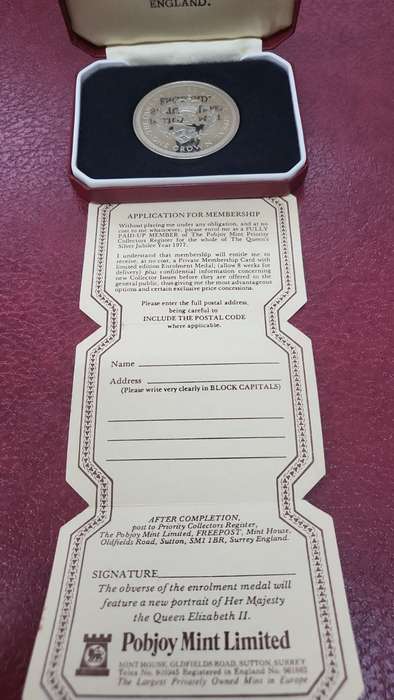 ENGLAND.
ONE CROWN
APPLICATION FOR MEMBERSHIP
Without placing me under any obligation, and at no
cost to me whatsoever, please enrol me as a FULLY
PAID-UP MEMBER of The Pobjoy Mint Priority
Collectors Register for the whole of The Queen's
Silver Jubilee Year 1977.
I understand that membership will entitle me to
receive, at no cost, a Private Membership Card with
limited edition Enrolment Medal; (allow 8 weeks for
delivery) plus confidential information concerning
new Collector Issues before they are offered to the
general public, thus giving me the most advantageous
options and certain exclusive price concessions.
Please enter the full postal address,
being careful to
INCLUDE THE POSTAL CODE
where applicable.
Name
Address
(Please write very clearly in BLOCK CAPITALS)
AFTER COMPLETION,
post to Priority Collectors Register,
The Pobjoy Mint Limited, FREEPOST, Mint House,
Oldfields Road, Sutton, SM1 1BR, Surrey England.
SIGNATURE
The obverse of the enrolment medal will
feature a new portrait of Her Majesty
the Queen Elizabeth II.
Pobjoy Mint Limited
MINT HOUSE, OLDFIELDS ROAD, SUTTON, SURREY
Registered in England No.
The Largest Privately Owned Mint in Europe